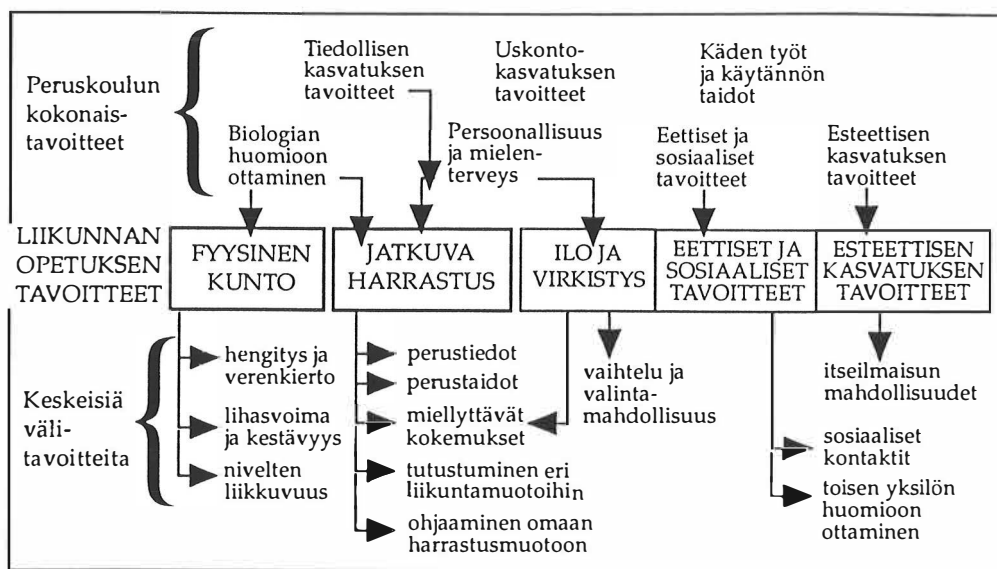 Peruskoulun
kokonais-
tavoitteet
Tiedollisen
kasvatuksen
tavoitteet
Uskonto-
kasvatuksen
tavoitteet
Käden työt
ja käytännön
taidot
Biologian
huomioon
ottaminen
Persoonallisuus
ja mielen-
terveys
Eettiset ja
sosiaaliset
tavoitteet
Esteettisen
kasvatuksen
tavoitteet
LIIKUNNAN
OPETUKSEN
TAVOITTEET
FYYSINEN
KUNTO
JATKUVA
HARRASTUS
ILO JA
VIRKISTYS
EETTISET JA
SOSIAALISET
TAVOITTEET
ESTEETTISEN
KASVATUKSEN
TAVOITTEET
Keskeisiä
väli-
tavoitteita
hengitys ja
verenkierto
lihasvoima
ja kestävyys
nivelten
liikkuvuus
perustiedot
perustaidot
miellyttävät
kokemukset
tutustuminen eri
liikuntamuotoihin
ohjaaminen omaan
harrastusmuotoon
vaihtelu ja
valinta-
mahdollisuus
itseilmaisun
mahdollisuudet
sosiaaliset
kontaktit
toisen yksilön
huomioon
ottaminen